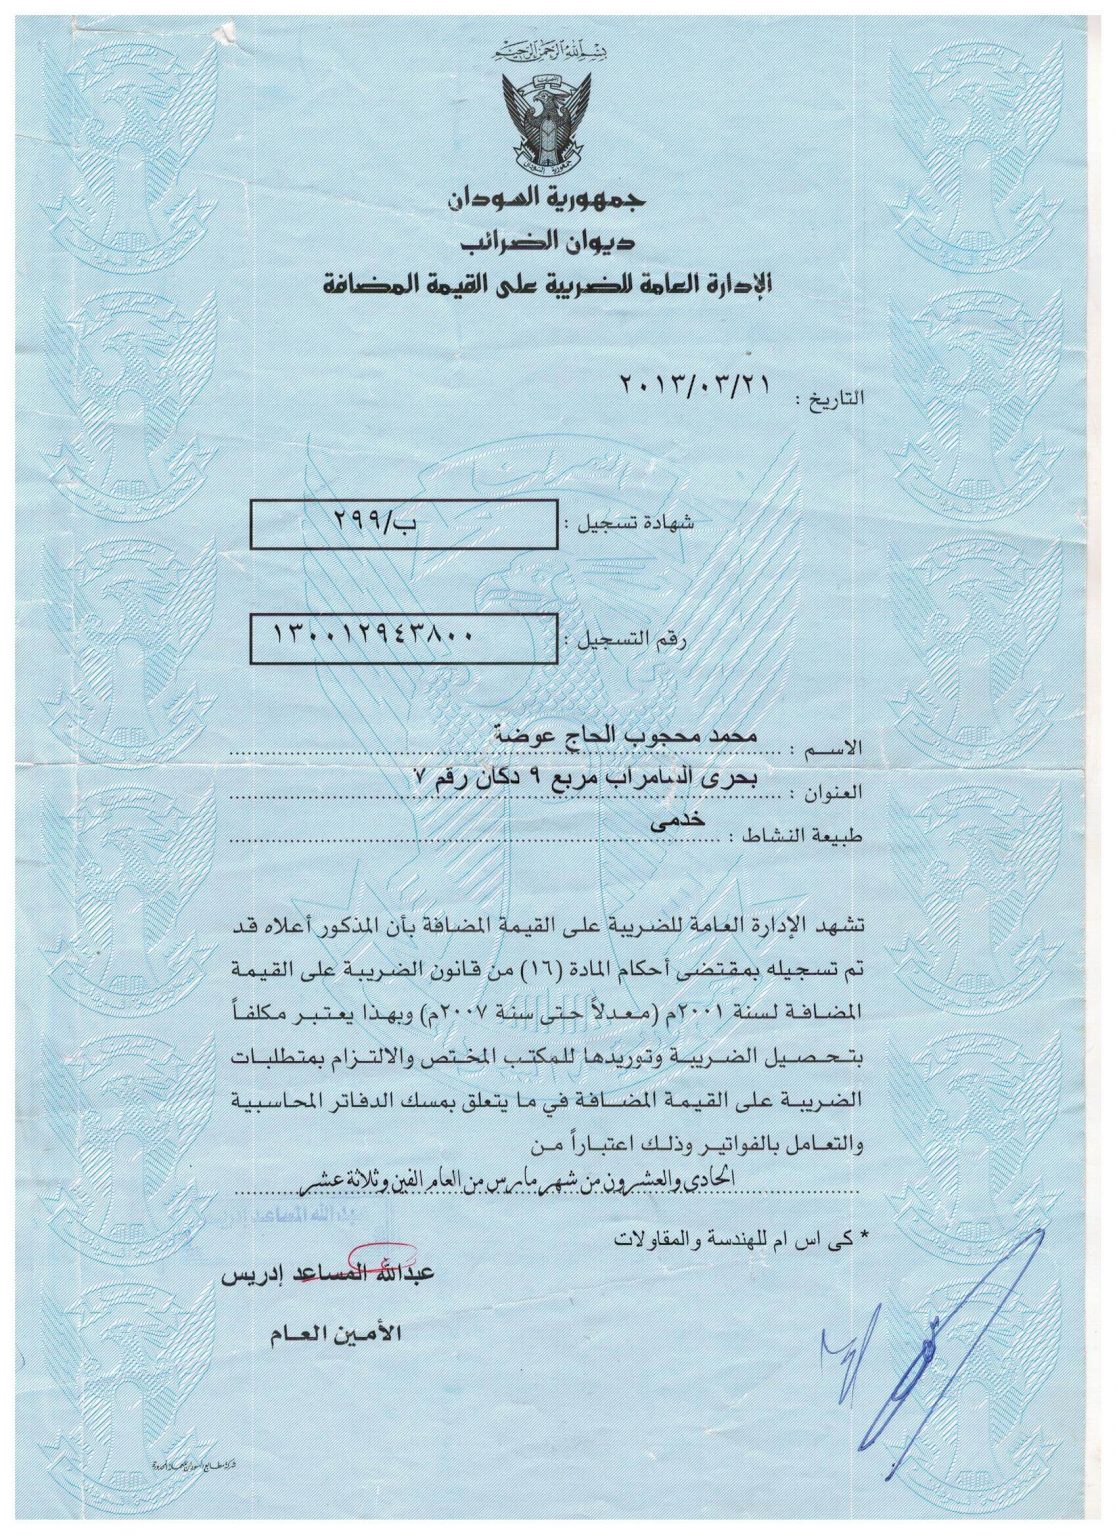 بسم الله الرحمن الرحيم
جمهورية السودان
جمهورية السودان
ديوان الضرائب
الإدارة العامة للضريبة على القيمة المضافة
التاريخ : ٢٠١٣/٠٣/٢١
شهادة تسجيل : ب/٢٩٩
رقم التسجيل : ١٣٠٠١٢٩٤٣٨٠٠
الاسم : محمد محجوب الحاج عوضة
العنوان : بحرى السامراب مربع ٩ دكان رقم ٧
طبيعة النشاط : خدمى
تشهد الإدارة العامة للضريبة على القيمة المضافة بأن المذكور أعلاه قد
تم تسجيله بمقتضى أحكام المادة (١٦) من قانون الضريبة على القيمة
المضافة لسنة ٢٠٠١م (معدلاً حتى سنة ٢٠٠٧م) وبهذا يعتبر مكلفاً
بتحصيل الضريبة وتوريدها للمكتب المختص والالتزام بمتطلبات
الضريبة على القيمة المضافة في ما يتعلق بمسك الدفاتر المحاسبية
والتعامل بالفواتير وذلك اعتباراً من
الحادى والعشرون من شهر مارس من العام الفين وثلاثة عشر
* كى اس ام للهندسة والمقاولات
عبدالله المساعد إدريس
الأمين العام